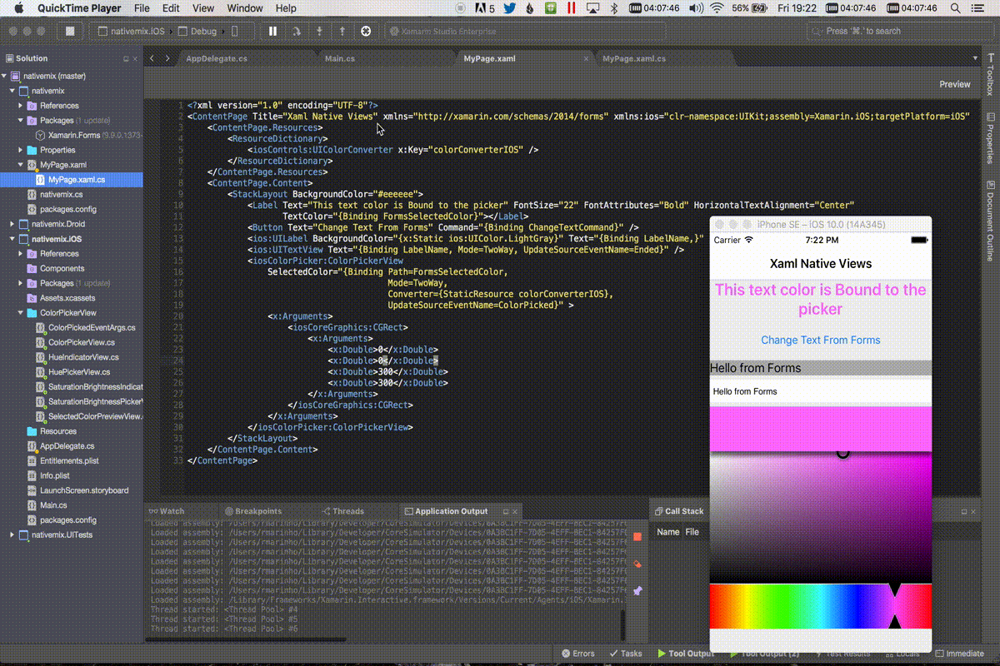 QuickTime Player File Edit View Window Help
5 04:07:46 56% Fri 19:22 04:07:46 04:07:46
nativemix.iOS Debug Xamarin Studio Enterprise Press '⌘.' to search
Solution
nativemix (master)
nativemix
References
Packages (1 update)
Xamarin.Forms (9.9.0.1373-
Properties
MyPage.xaml
MyPage.xaml.cs
nativemix.cs
packages.config
nativemix.Droid
nativemix.iOS
References
Components
Packages (1 update)
Assets.xcassets
ColorPickerView
ColorPickedEventArgs.cs
ColorPickerView.cs
HueIndicatorView.cs
HuePickerView.cs
SaturationBrightnessIndicat
SaturationBrightnessPickerV
SelectedColorPreviewView.
Resources
AppDelegate.cs
Entitlements.plist
Info.plist
LaunchScreen.storyboard
Main.cs
packages.config
nativemix.UITests
AppDelegate.cs Main.cs MyPage.xaml MyPage.xaml.cs
Preview
1 <?xml version="1.0" encoding="UTF-8"?>
2 <ContentPage Title="Xaml Native Views" xmlns="http://xamarin.com/schemas/2014/forms" xmlns:ios="clr-namespace:UIKit;assembly=Xamarin.iOS;targetPlatform=iOS"
3 <ContentPage.Resources>
4 <ResourceDictionary>
5 <iosControls:UIColorConverter x:Key="colorConverterIOS" />
6 </ResourceDictionary>
7 </ContentPage.Resources>
8 <ContentPage.Content>
9 <StackLayout BackgroundColor="#eeeeee">
10 <Label Text="This text color is Bound to the picker" FontSize="22" FontAttributes="Bold" HorizontalTextAlignment="Center"
11 TextColor="{Binding FormsSelectedColor}"></Label>
12 <Button Text="Change Text From Forms" Command="{Binding ChangeTextCommand}" />
13 <ios:UILabel BackgroundColor="{x:Static ios:UIColor.LightGray}" Text="{Binding LabelName,}"
14 <ios:UITextView Text="{Binding LabelName, Mode=TwoWay, UpdateSourceEventName=Ended}" />
15 <iosColorPicker:ColorPickerView
16 SelectedColor="{Binding Path=FormsSelectedColor,
17 Mode=TwoWay,
18 Converter={StaticResource colorConverterIOS},
19 UpdateSourceEventName=ColorPicked}" >
20 <x:Arguments>
21 <iosCoreGraphics:CGRect>
22 <x:Arguments>
23 <x:Double>0</x:Double>
24 <x:Double>0</x:Double>
25 <x:Double>300</x:Double>
26 <x:Double>300</x:Double>
27 </x:Arguments>
28 </iosCoreGraphics:CGRect>
29 </x:Arguments>
30 </iosColorPicker:ColorPickerView>
31 </StackLayout>
32 </ContentPage.Content>
33 </ContentPage>
Toolbox
Properties
Document Outline
iPhone SE – iOS 10.0 (14A345)
Carrier 7:22 PM
Xaml Native Views
This text color is Bound to the
picker
Change Text From Forms
Hello from Forms
Hello from Forms
Watch Breakpoints Threads Application Output
Loaded assembly: /Users/rmarinho/Library/Developer/CoreSimulator/Devices/0A3BC1FF-7D05-4EFF-BEC1-84257F
Loaded assembly: /Users/rmarinho/Library/Developer/CoreSimulator/Devices/0A3BC1FF-7D05-4EFF-BEC1-84257F
Loaded assembly: /Users/rmarinho/Library/Developer/CoreSimulator/Devices/0A3BC1FF-7D05-4EFF-BEC1-84257F
Loaded assembly: /Users/rmarinho/Library/Developer/CoreSimulator/Devices/0A3BC1FF-7D05-4EFF-BEC1-84257F
Loaded assembly: /Users/rmarinho/Library/Developer/CoreSimulator/Devices/0A3BC1FF-7D05-4EFF-BEC1-84257F
Loaded assembly: /Users/rmarinho/Library/Developer/CoreSimulator/Devices/0A3BC1FF-7D05-4EFF-BEC1-84257F
Loaded assembly: /Users/rmarinho/Library/Developer/CoreSimulator/Devices/0A3BC1FF-7D05-4EFF-BEC1-84257F
Loaded assembly: /Users/rmarinho/Library/Developer/CoreSimulator/Devices/0A3BC1FF-7D05-4EFF-BEC1-84257F
Loaded assembly: /Library/Frameworks/Xamarin.Interactive.framework/Versions/Current/Agents/iOS/Xamarin.
Thread started: <Thread Pool> #4
Thread started: <Thread Pool> #5
Thread started: <Thread Pool> #6
Call Stack
Name File
Errors Tasks Tool Output Tool Output (2) Test Results Locals Immediate